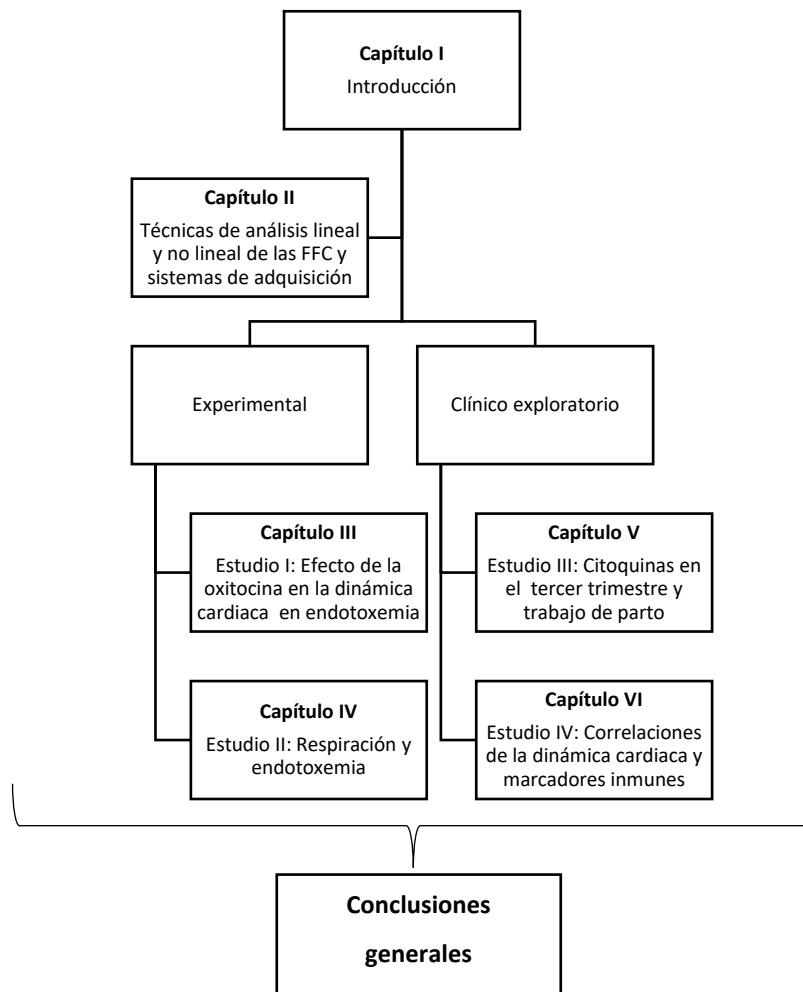 Capítulo I
Introducción
Capítulo II
Técnicas de análisis lineal
y no lineal de las FFC y
sistemas de adquisición
Experimental
Clínico exploratorio
Capítulo III
Estudio I: Efecto de la
oxitocina en la dinámica
cardiaca en endotoxemia
Capítulo V
Estudio III: Citoquinas en
el tercer trimestre y
trabajo de parto
Capítulo IV
Estudio II: Respiración y
endotoxemia
Capítulo VI
Estudio IV: Correlaciones
de la dinámica cardiaca y
marcadores inmunes
Conclusiones
generales